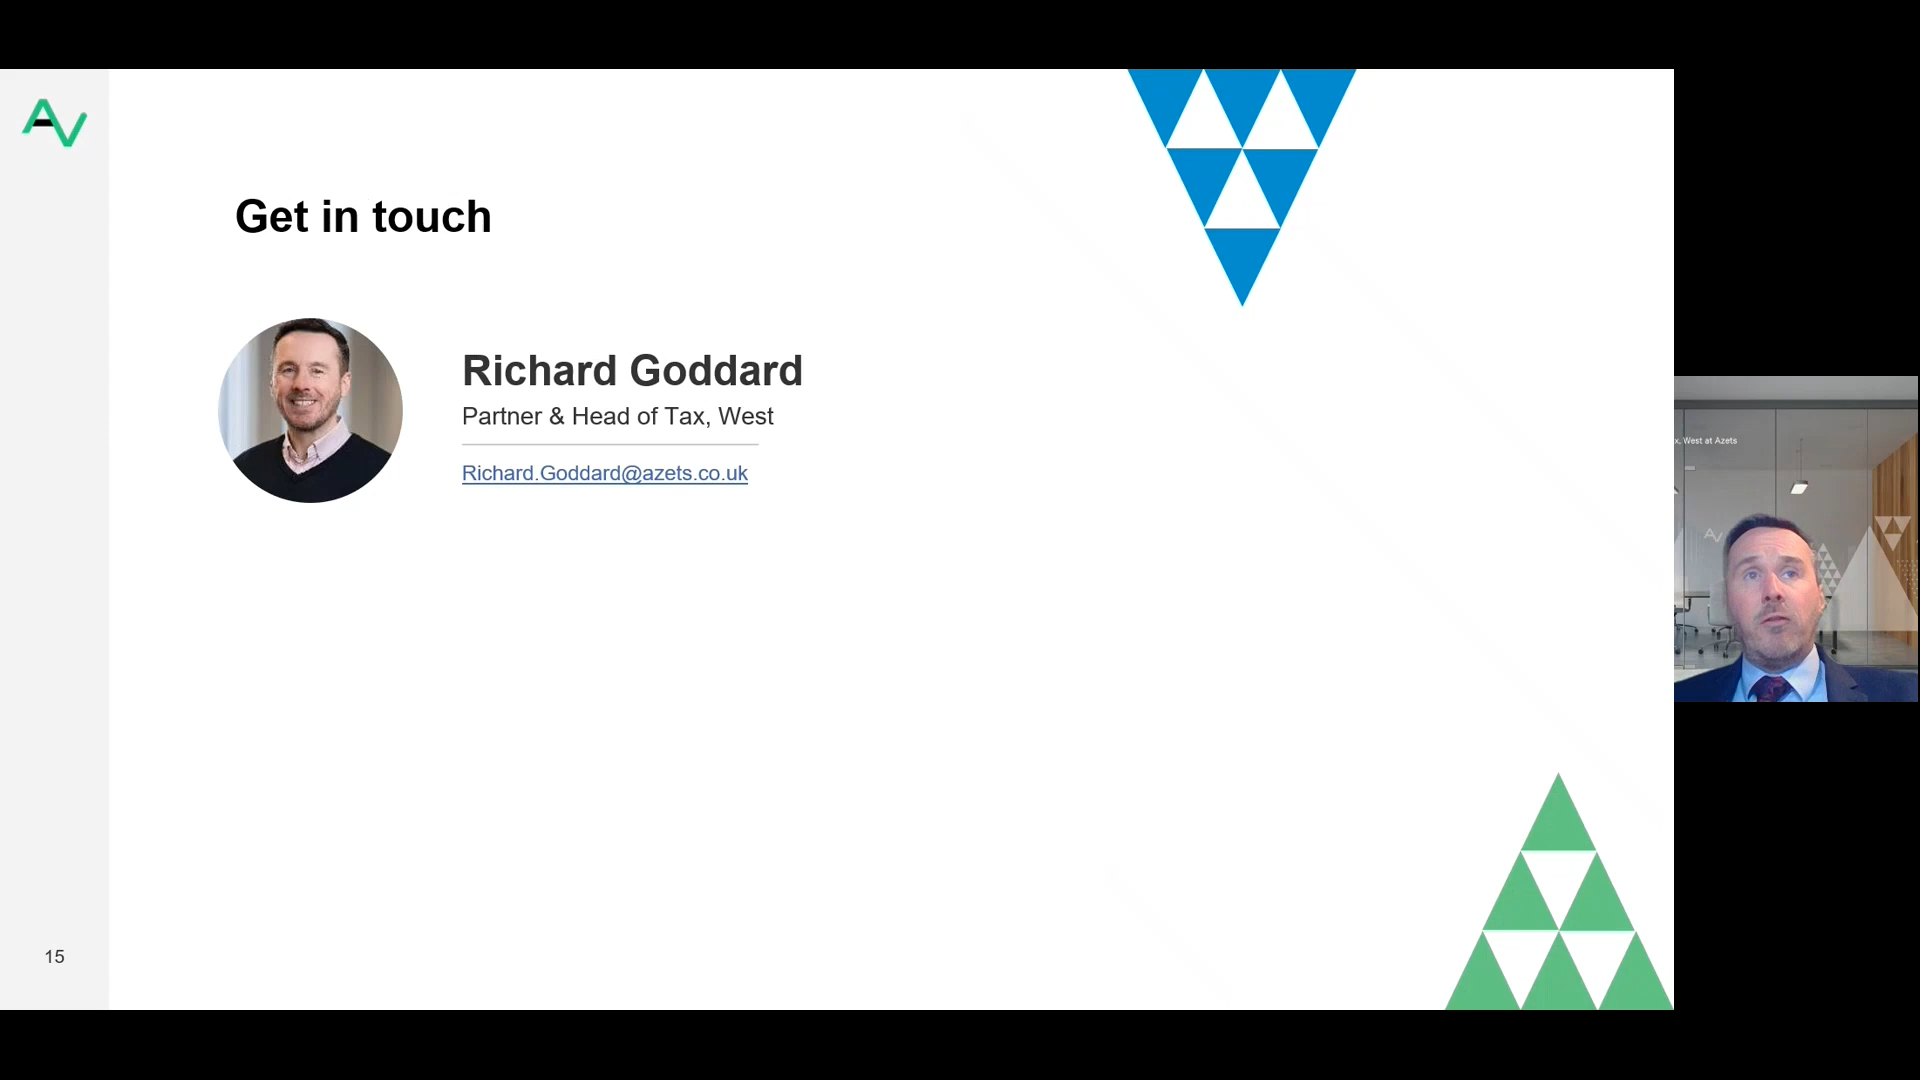 Get in touch
Richard Goddard
Partner & Head of Tax, West
Richard.Goddard@azets.co.uk
x, West at Azets
15